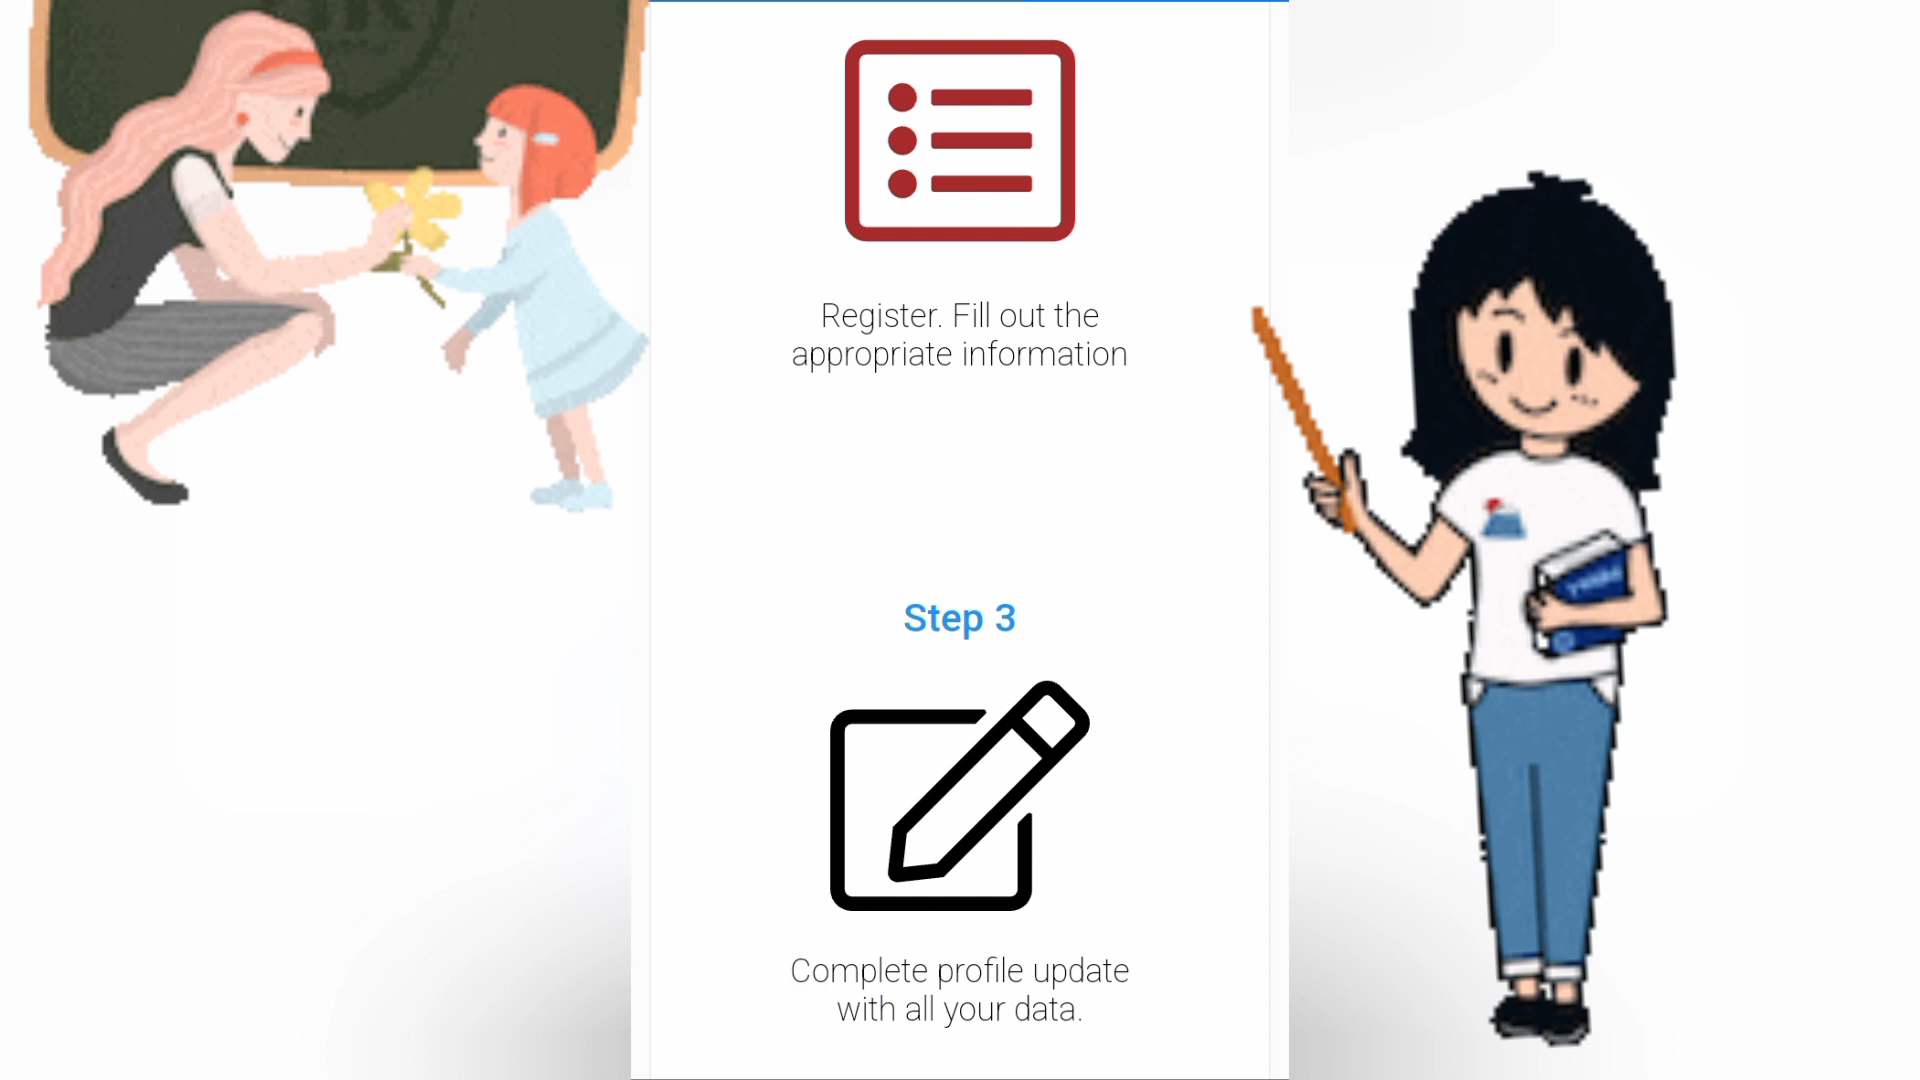 Register. Fill out the
appropriate information
Step 3
Complete profile update
with all your data.